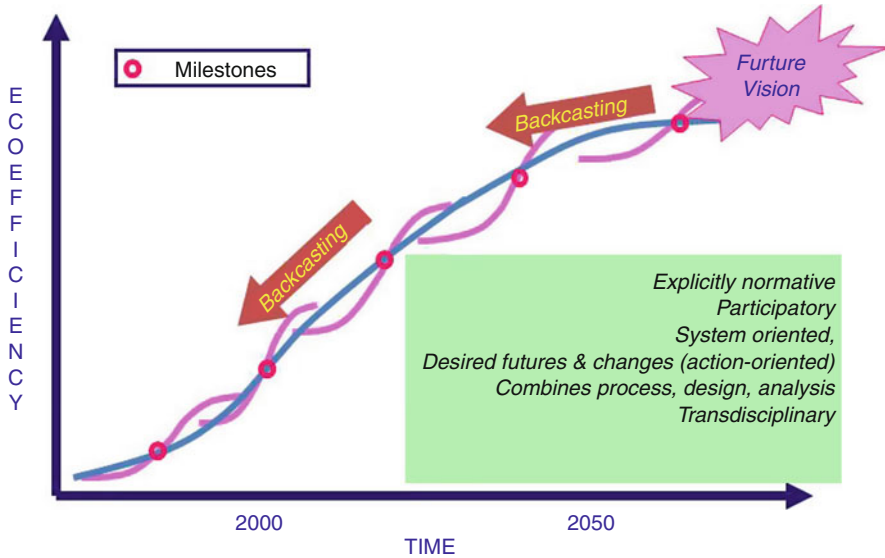 Milestones
Furture
Vision
Backcasting
Backcasting
ECOEFFICIENCY
Explicitly normative
Participatory
System oriented,
Desired futures & changes (action-oriented)
Combines process, design, analysis
Transdisciplinary
2000 2050
TIME